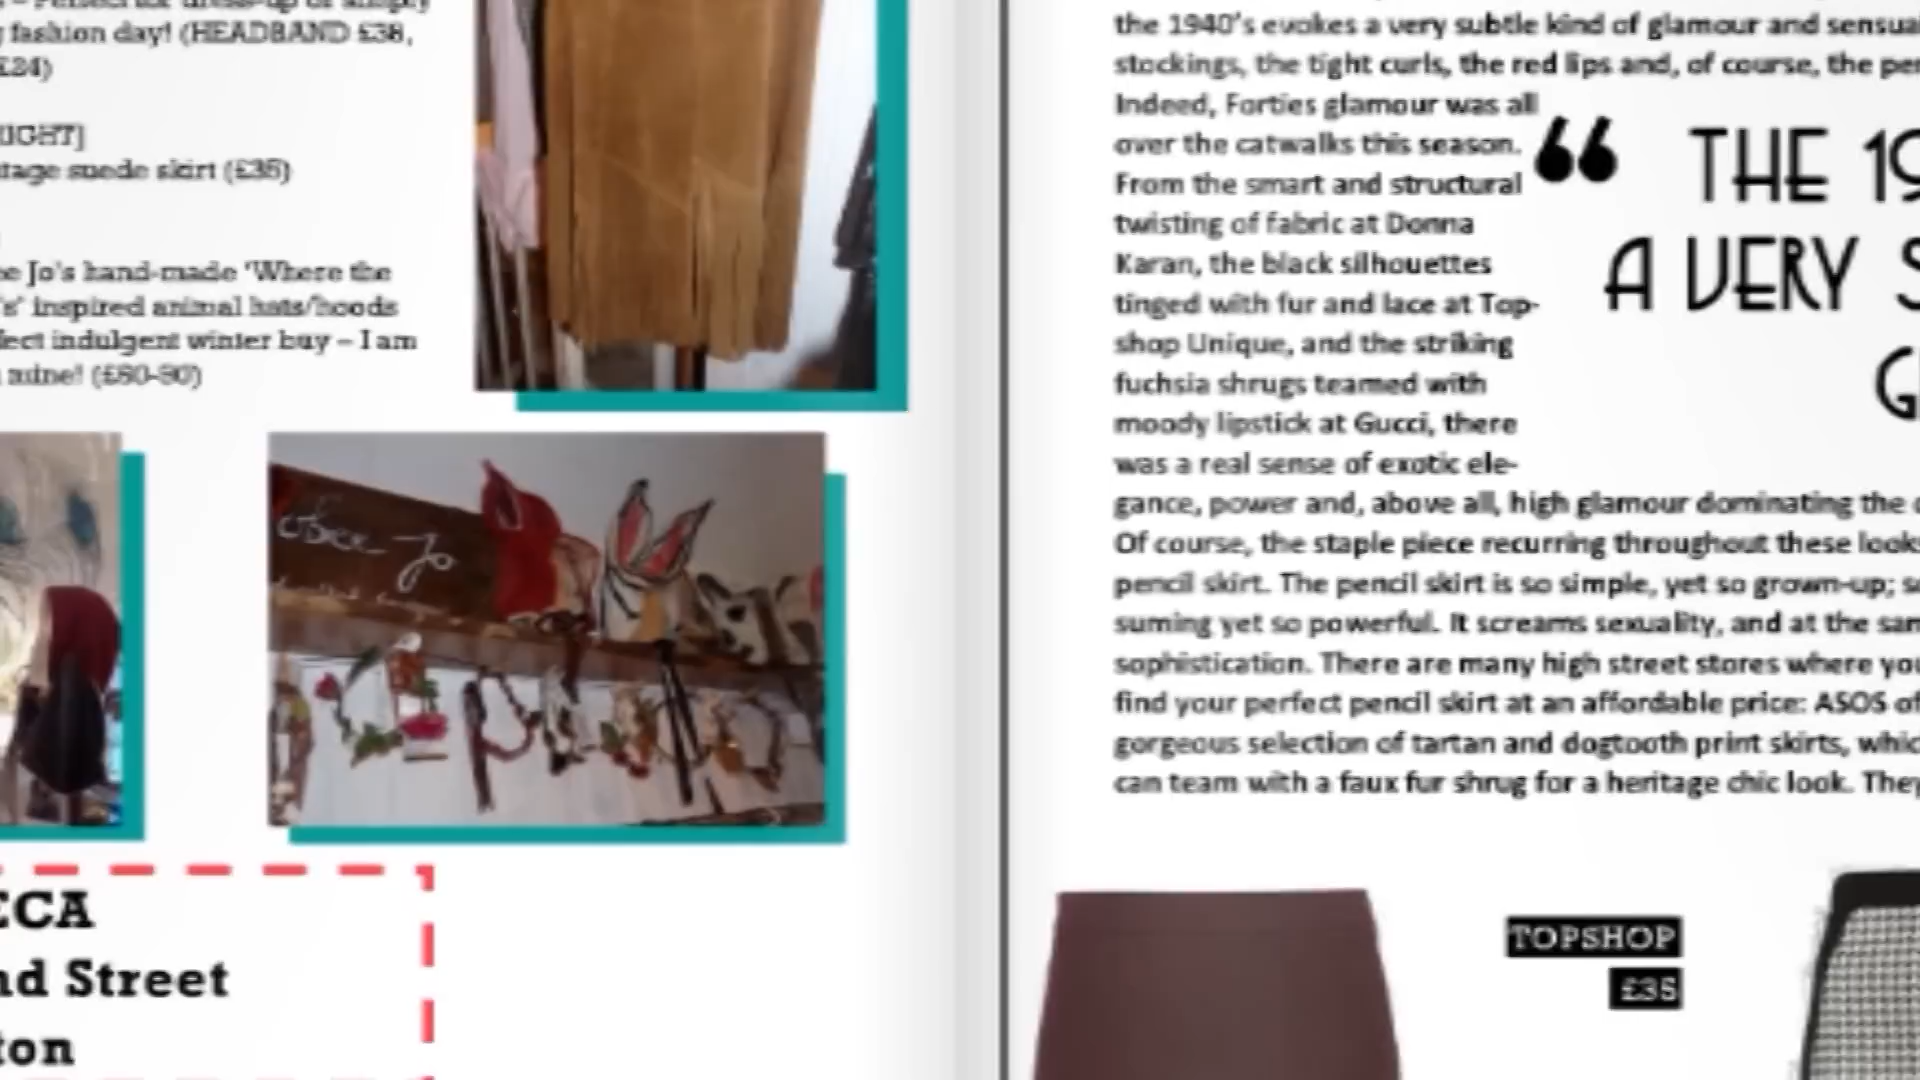 fashion day! (HEADBAND £38,
£24)
RIGHT]
tage suede skirt (£35)
Jo's hand-made 'Where the
s' inspired animal hats/hoods
fect indulgent winter buy – I am
mine! (£80-90)
Jo
ECA
nd Street
ton
the 1940's evokes a very subtle kind of glamour and sensua
stockings, the tight curls, the red lips and, of course, the pen
Indeed, Forties glamour was all
over the catwalks this season.
From the smart and structural
twisting of fabric at Donna
Karan, the black silhouettes
tinged with fur and lace at Top-
shop Unique, and the striking
fuchsia shrugs teamed with
moody lipstick at Gucci, there
was a real sense of exotic ele-
gance, power and, above all, high glamour dominating the c
Of course, the staple piece recurring throughout these looks
pencil skirt. The pencil skirt is so simple, yet so grown-up; so
suming yet so powerful. It screams sexuality, and at the sam
sophistication. There are many high street stores where you
find your perfect pencil skirt at an affordable price: ASOS of
gorgeous selection of tartan and dogtooth print skirts, whic
can team with a faux fur shrug for a heritage chic look. They
“ THE 19
A VERY S
G
TOPSHOP
£35